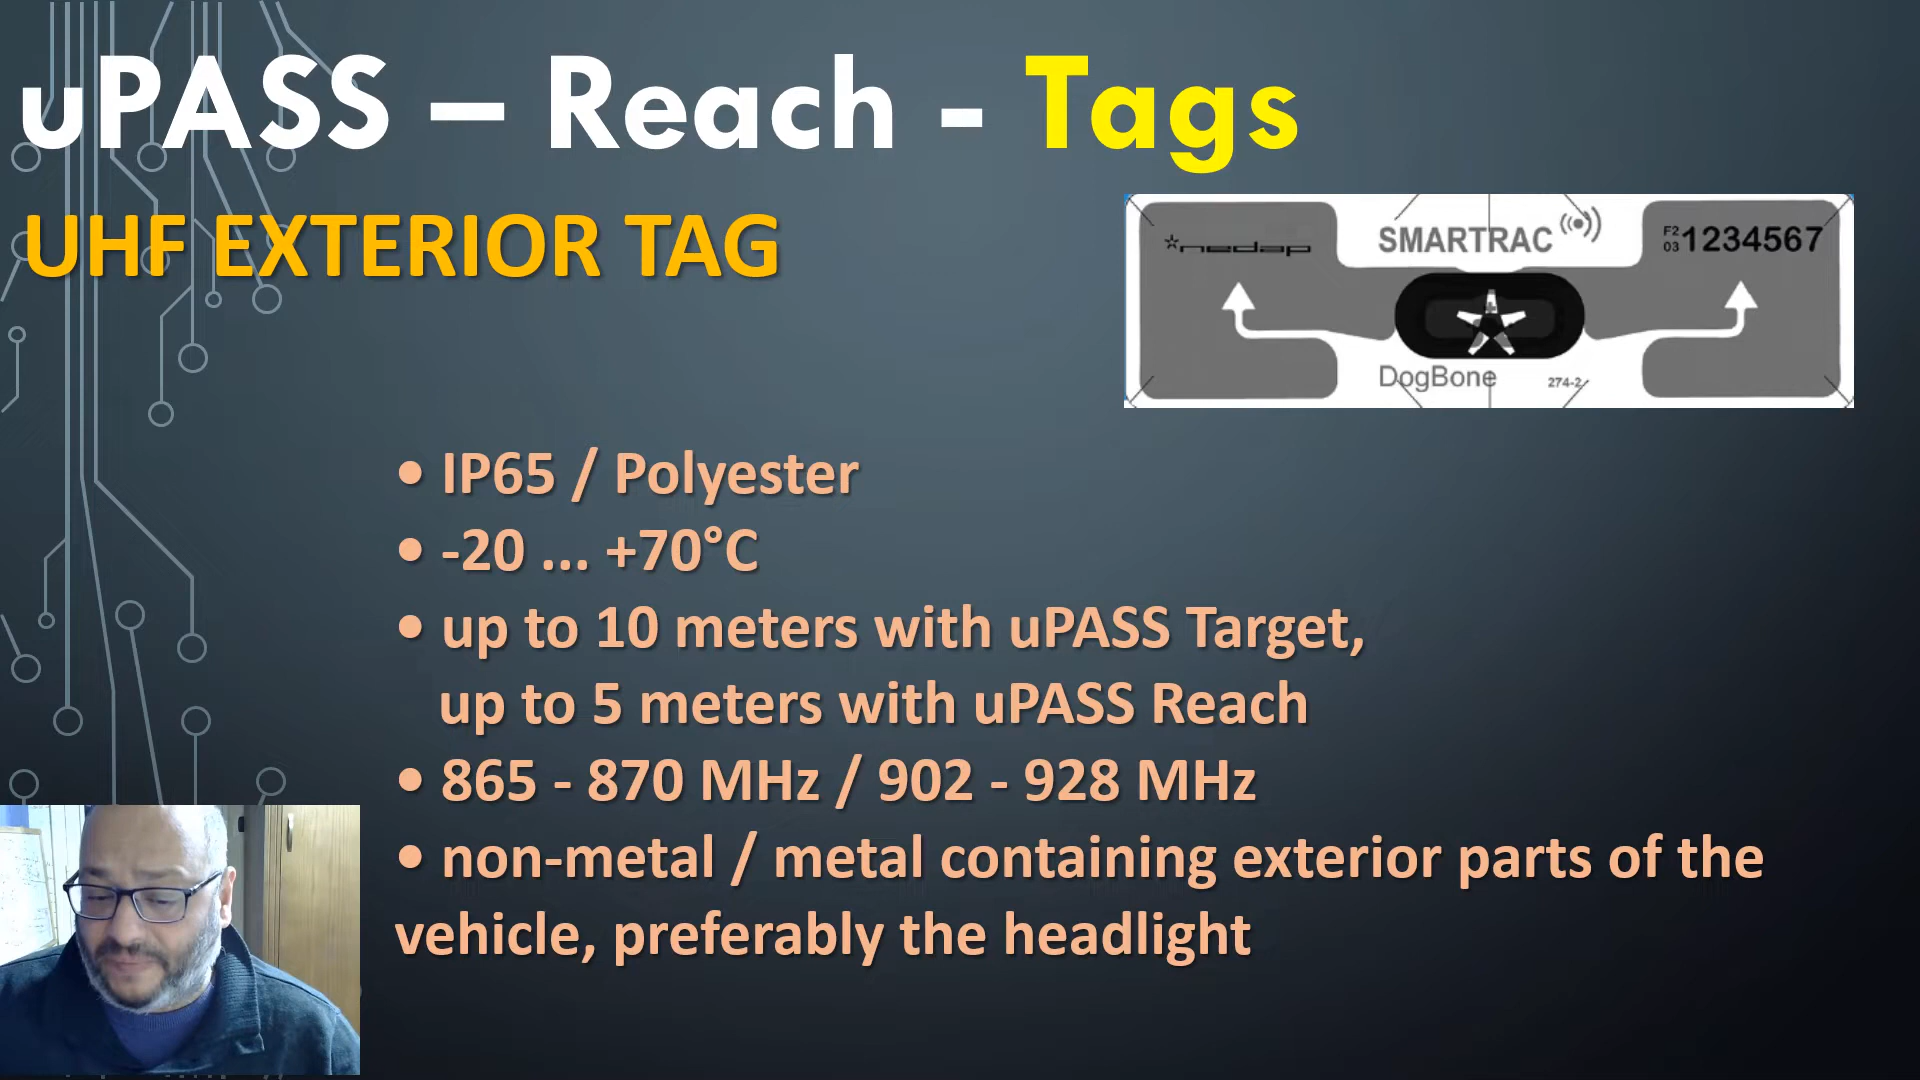 uPASS – Reach - Tags
UHF EXTERIOR TAG
nedap
SMARTRAC
F2
03
1234567
DogBone
274-2
• IP65 / Polyester
• -20 ... +70°C
• up to 10 meters with uPASS Target,
up to 5 meters with uPASS Reach
• 865 - 870 MHz / 902 - 928 MHz
• non-metal / metal containing exterior parts of the
vehicle, preferably the headlight